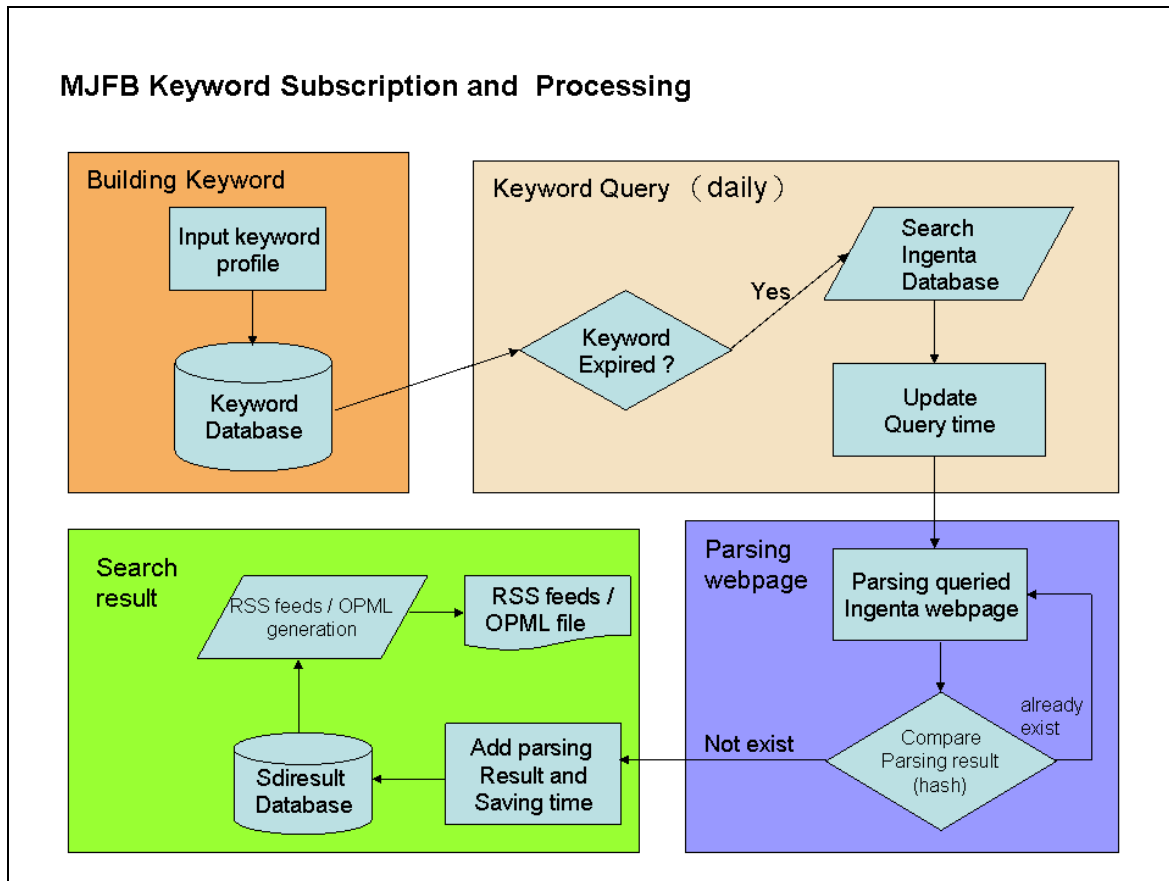 MJFB Keyword Subscription and  Processing
Building Keyword
Input keyword
profile
Keyword
Database
Keyword Query （daily）
Keyword
Expired ?
Yes
Search
Ingenta
Database
Update
Query time
Parsing
webpage
Parsing queried
Ingenta webpage
already
exist
Compare
Parsing result
(hash)
Not exist
Search
result
RSS feeds / OPML
generation
RSS feeds /
OPML file
Add parsing
Result and
Saving time
Sdiresult
Database